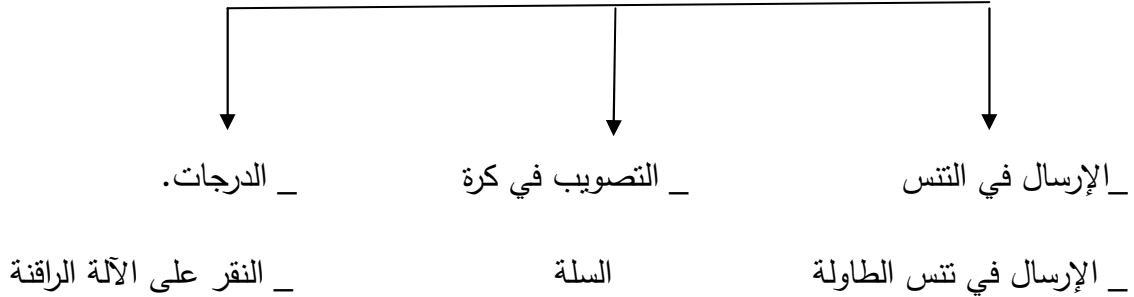 _الإرسال في التنس _ التصويب في كرة _ الدرجات.
_ الإرسال في تنس الطاولة السلة _ النقر على الآلة الراقنة